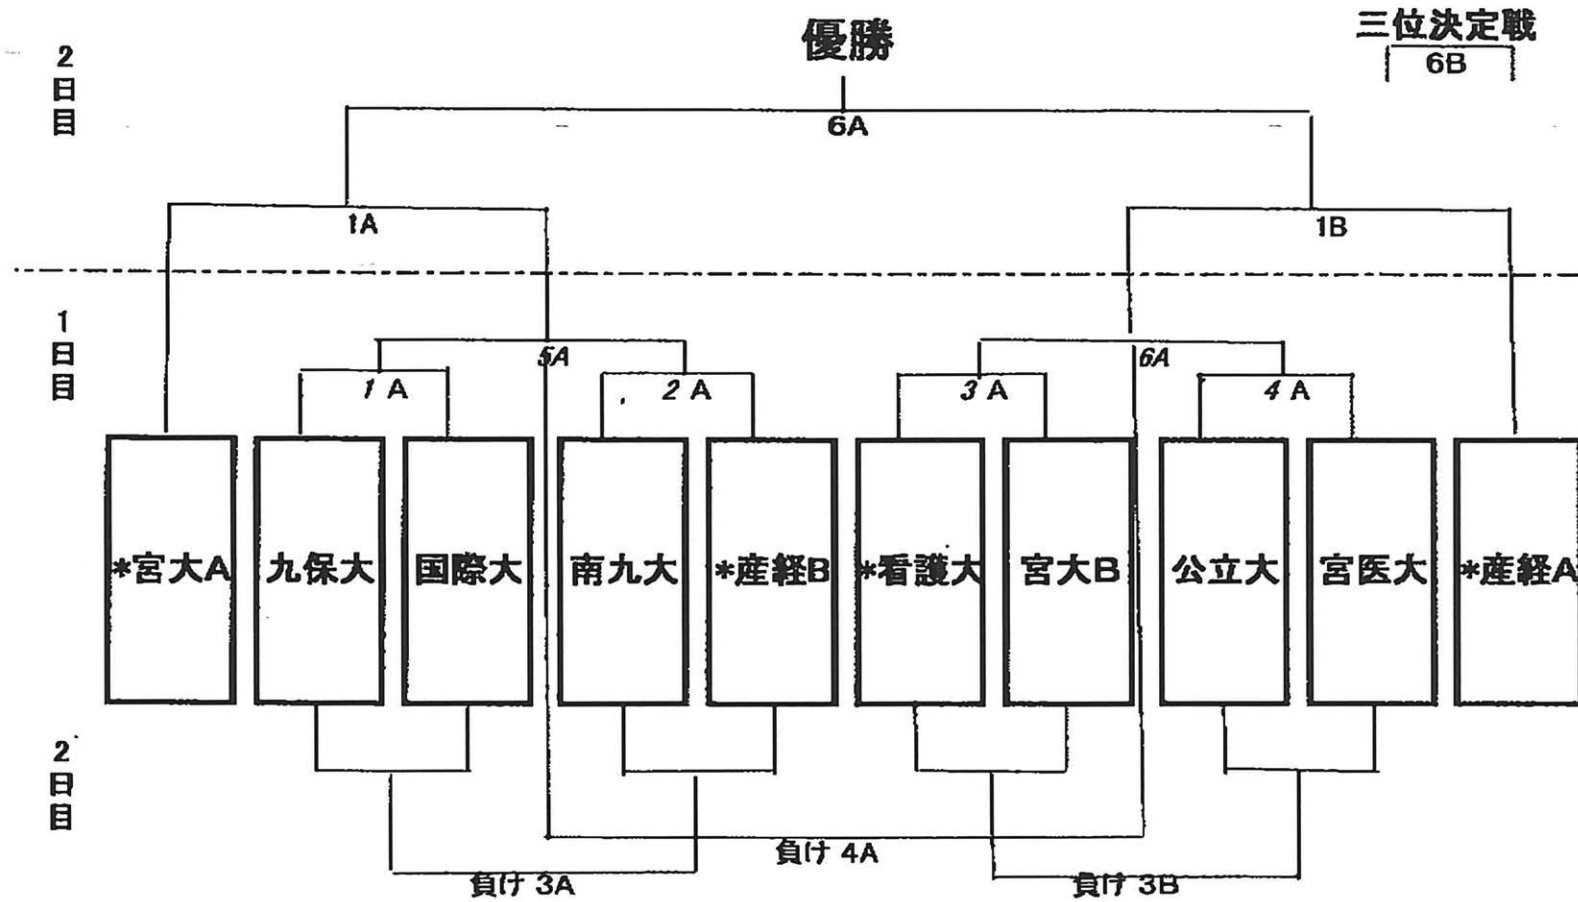 優勝
三位決定戦
6B
2日目
6A
1A
1B
1日目
5A
6A
1 A
2 A
3 A
4 A
*宮大A
九保大
国際大
南九大
*産経B
*看護大
宮大B
公立大
宮医大
*産経A
2日目
負け 4A
負け 3A
負け 3B